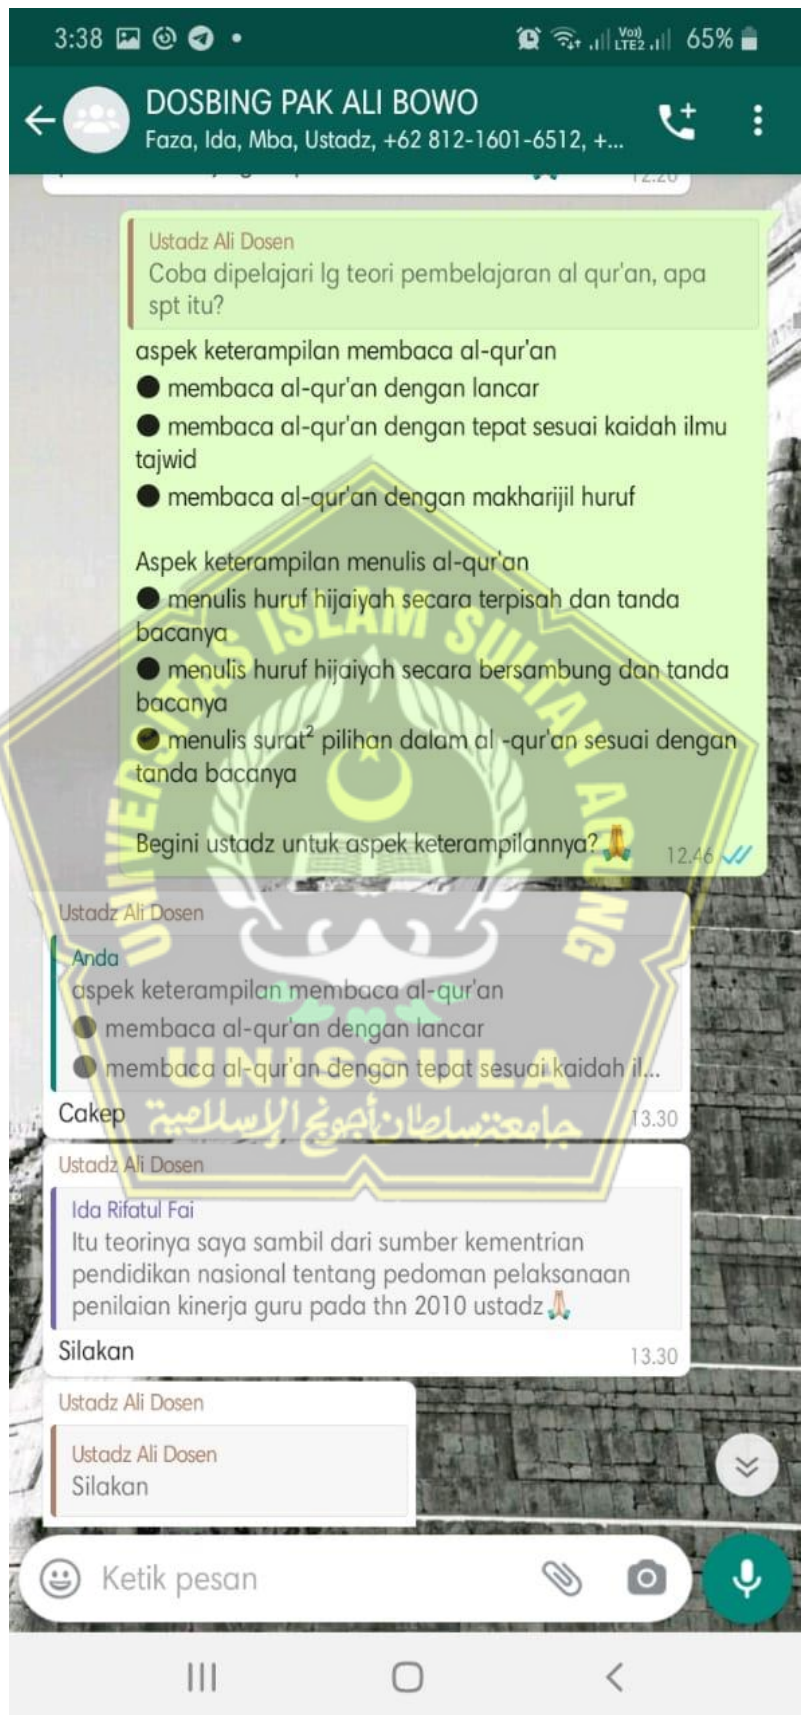 3:38
Vo))
LTE2
65%
DOSBING PAK ALI BOWO
Faza, Ida, Mba, Ustadz, +62 812-1601-6512, +...
12.20
Ustadz Ali Dosen
Coba dipelajari lg teori pembelajaran al qur'an, apa
spt itu?
aspek keterampilan membaca al-qur'an
● membaca al-qur'an dengan lancar
● membaca al-qur'an dengan tepat sesuai kaidah ilmu
tajwid
● membaca al-qur'an dengan makharijil huruf
Aspek keterampilan menulis al-qur'an
● menulis huruf hijaiyah secara terpisah dan tanda
bacanya
● menulis huruf hijaiyah secara bersambung dan tanda
bacanya
● menulis surat² pilihan dalam al -qur'an sesuai dengan
tanda bacanya
Begini ustadz untuk aspek keterampilannya?🙏
12.46
Ustadz Ali Dosen
Anda
aspek keterampilan membaca al-qur'an
● membaca al-qur'an dengan lancar
● membaca al-qur'an dengan tepat sesuai kaidah il...
Cakep
13.30
Ustadz Ali Dosen
Ida Rifatul Fai
Itu teorinya saya sambil dari sumber kementrian
pendidikan nasional tentang pedoman pelaksanaan
penilaian kinerja guru pada thn 2010 ustadz🙏
Silakan
13.30
Ustadz Ali Dosen
Ustadz Ali Dosen
Silakan
Ketik pesan
UNIVERSITAS ISLAM SULTAN AGUNG
UNISSULA
جامعة سلطان أجونج الإسلامية